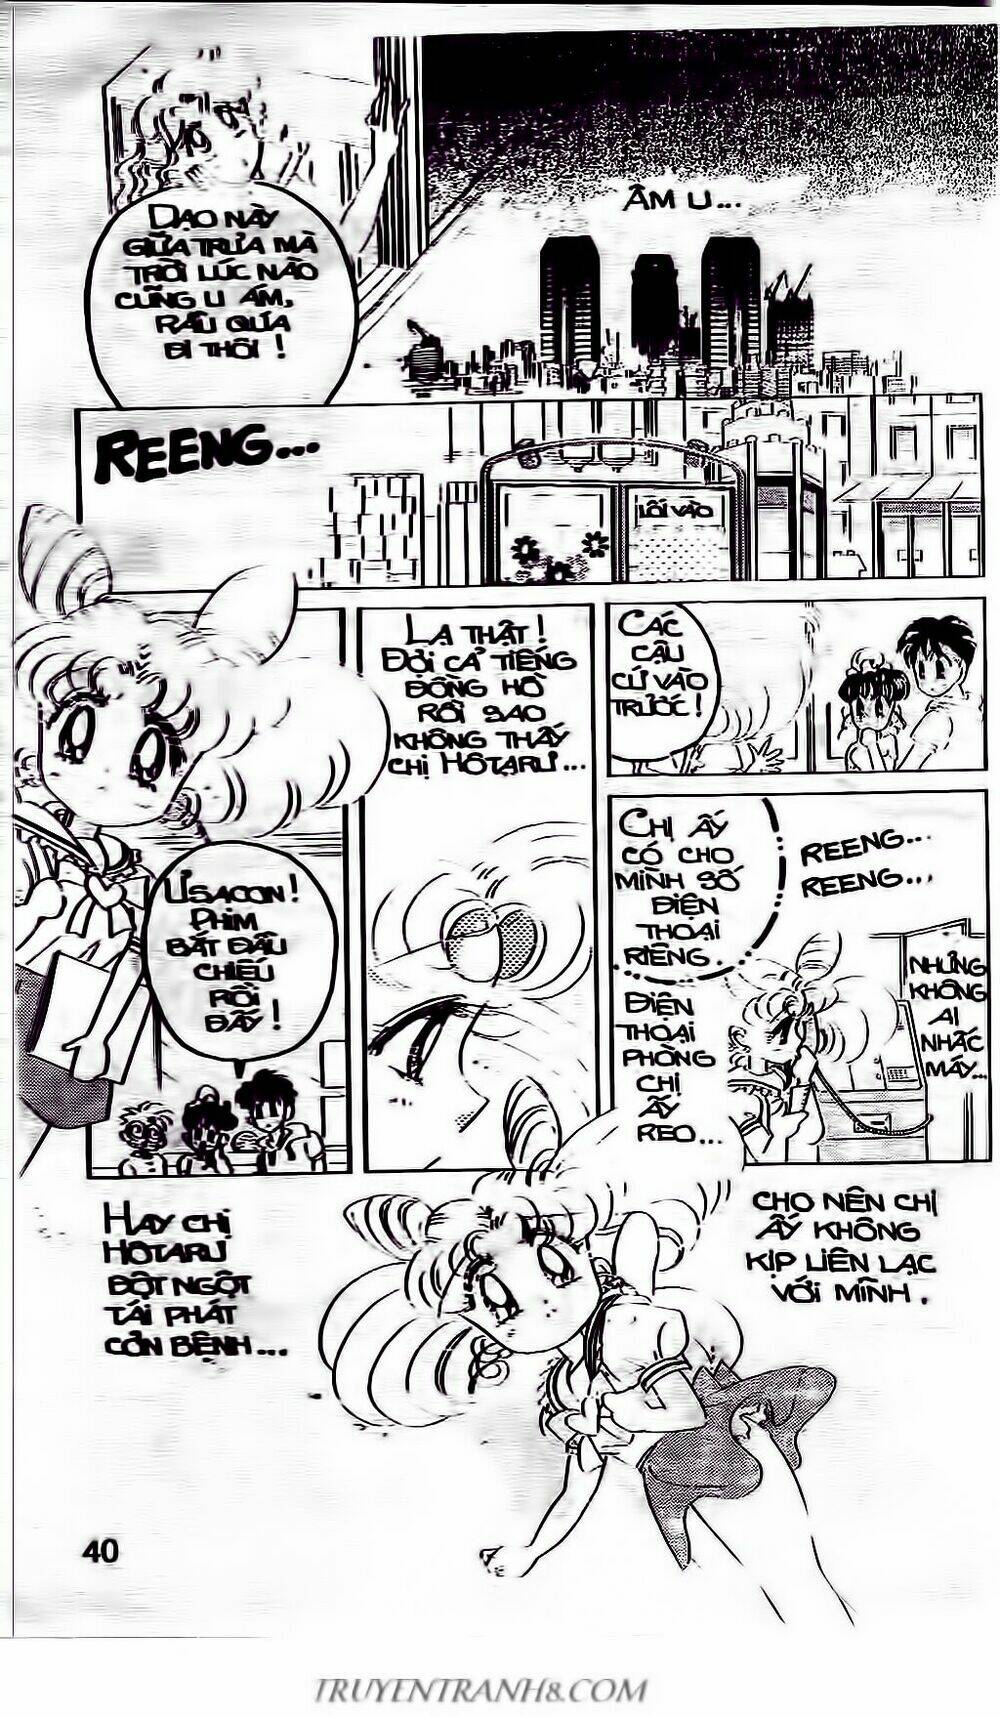 DẠO NÀY
GIỮA TRƯA MÀ
TRỜI LÚC NÀO
CŨNG U ÁM,
RẦU QUÁ
ĐI THÔI !
ÂM U...
REENG...
LỐI VÀO
LẠ THẬT !
ĐỢI CẢ TIẾNG
ĐỒNG HỒ
RỒI SAO
KHÔNG THẤY
CHỊ HÔTARƯ...
CÁC
CẬU
CỨ VÀO
TRƯỚC !
ƯSACON!
PHIM
BẮT ĐẦU
CHIẾU
RỒI
ĐẤY !
CHỊ ẤY
CÓ CHO
MÌNH SỐ
ĐIỆN
THOẠI
RIÊNG.
ĐIỆN
THOẠI
PHÒNG
CHỊ
ẤY
REO...
REENG...
REENG...
NHƯNG
KHÔNG
AI
NHẤC
MÁY...
HAY CHỊ
HÔTARƯ
ĐỘT NGỘT
TÁI PHÁT
CƠN BỆNH...
CHO NÊN CHỊ
ẤY KHÔNG
KỊP LIÊN LẠC
VỚI MÌNH.
40
TRUYENTRANH8.COM